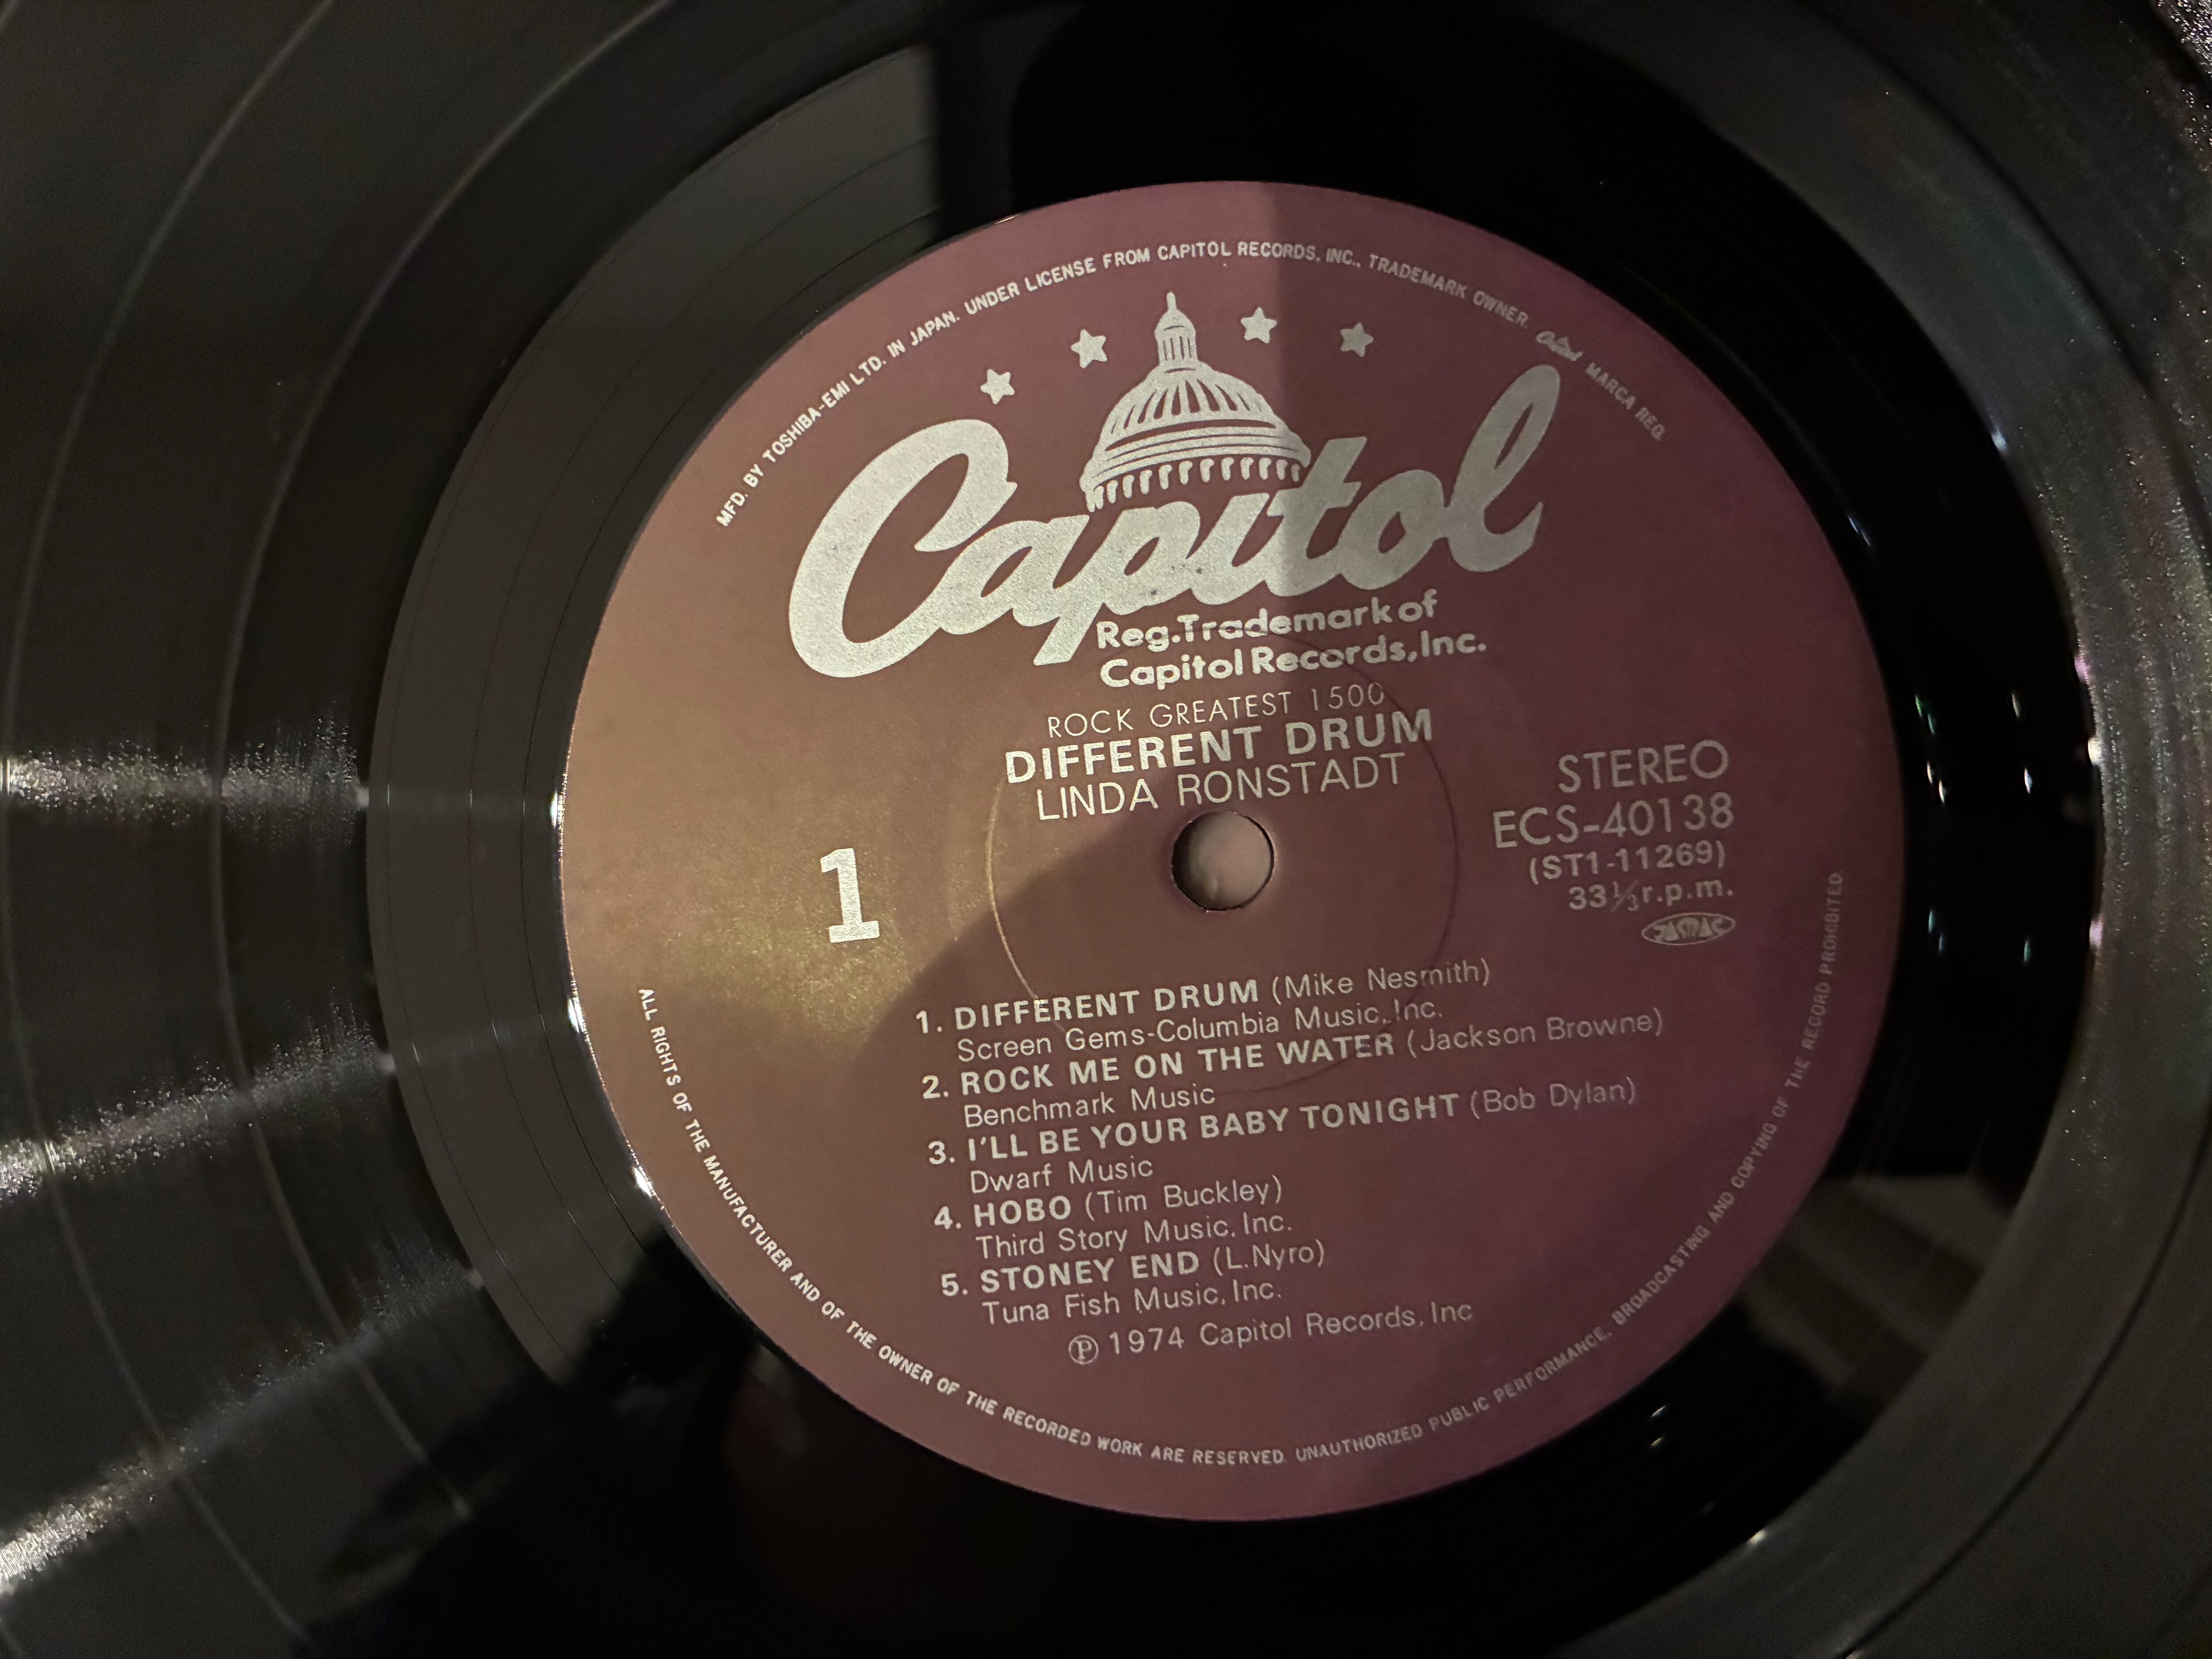 MFD. BY TOSHIBA-EMI LTD. IN JAPAN. UNDER LICENSE FROM CAPITOL RECORDS, INC., TRADEMARK OWNER. Capitol MARCA REG.
Capitol
Reg.Trademark of
Capitol Records,Inc.
ROCK GREATEST 1500
DIFFERENT DRUM
LINDA RONSTADT
STEREO
ECS-40138
(ST1-11269)
33⅓r.p.m.
JASRAC
1
1. DIFFERENT DRUM (Mike Nesmith)
Screen Gems-Columbia Music,Inc.
2. ROCK ME ON THE WATER (Jackson Browne)
Benchmark Music
3. I'LL BE YOUR BABY TONIGHT (Bob Dylan)
Dwarf Music
4. HOBO (Tim Buckley)
Third Story Music,Inc.
5. STONEY END (L.Nyro)
Tuna Fish Music,Inc.
Ⓟ 1974 Capitol Records,Inc
ALL RIGHTS OF THE MANUFACTURER AND OF THE OWNER OF THE RECORDED WORK ARE RESERVED. UNAUTHORIZED PUBLIC PERFORMANCE, BROADCASTING AND COPYING OF THE RECORD PROHIBITED.